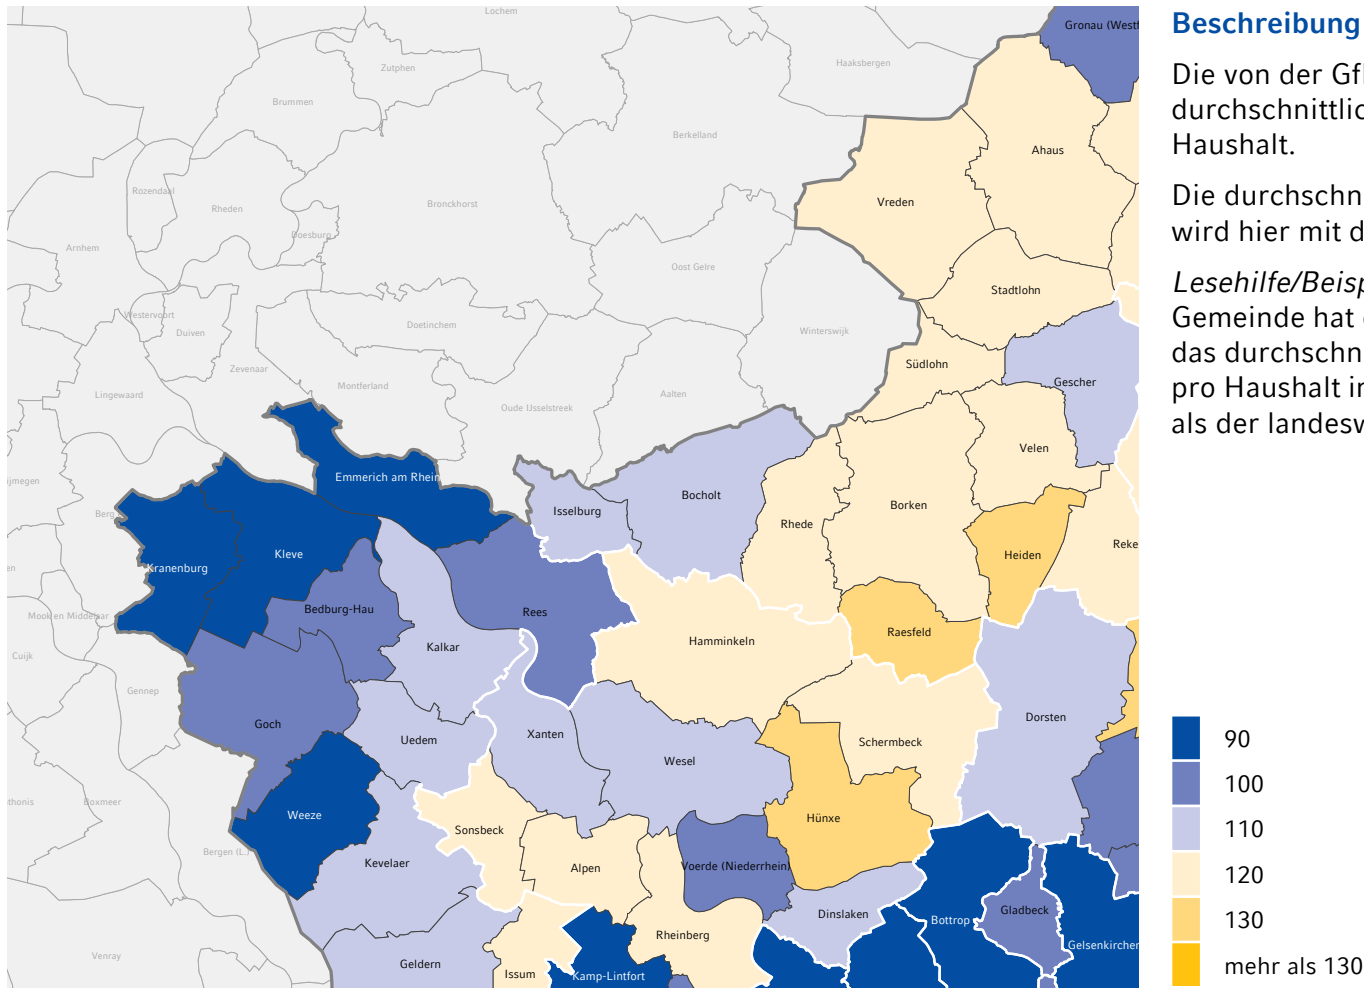 Lochem
Gronau (Westf
Zutphen
Haaksbergen
Brummen
Berkelland
Ahaus
Rozendaal
Rheden
Bronckhorst
Vreden
Doesburg
Arnhem
Oost Gelre
Stadtlohn
Westervoort
Duiven
Doetinchem
Winterswijk
Zevenaar
Südlohn
Gescher
Montferland
Lingewaard
Aalten
Oude IJsselstreek
Velen
Emmerich am Rhein
ijmegen
Bocholt
Borken
Isselburg
Berg
Rhede
Reke
Kleve
Heiden
Kranenburg
en
Bedburg-Hau
Rees
Mook en Middelaar
Raesfeld
Hamminkeln
Kalkar
Cuijk
Gennep
Dorsten
Goch
Xanten
Uedem
Schermbeck
Wesel
thonis
Boxmeer
Weeze
Hünxe
Sonsbeck
Bergen (L.)
Kevelaer
Alpen
Voerde (Niederrhein)
Gladbeck
Dinslaken
Bottrop
Rheinberg
Gelsenkirchen
Venray
Geldern
Issum
Kamp-Lintfort
Beschreibung
Die von der Gf
durchschnittlic
Haushalt.
Die durchschn
wird hier mit d
Lesehilfe/Beisp
Gemeinde hat
das durchschn
pro Haushalt i
als der landesw
90
100
110
120
130
mehr als 130